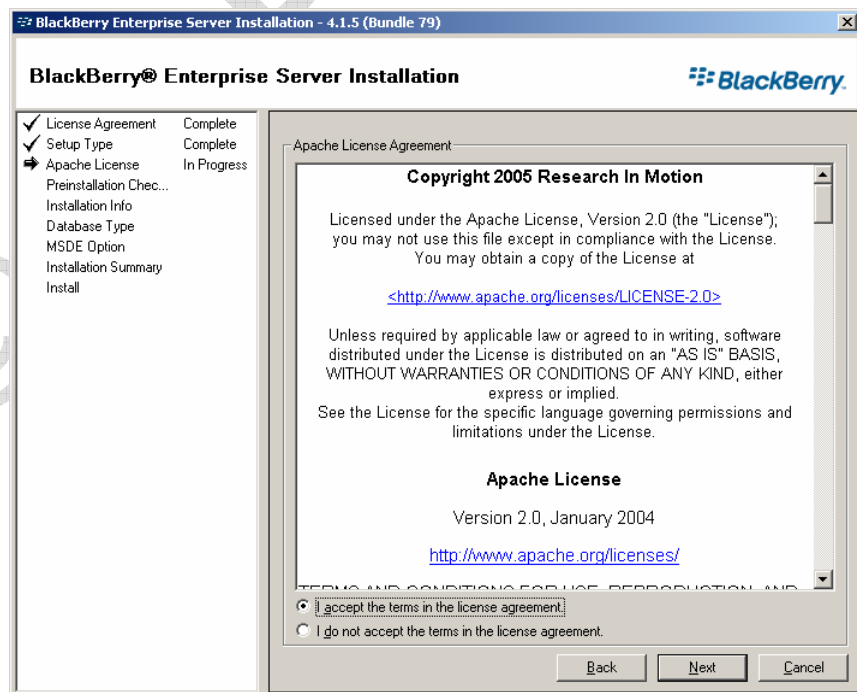 BlackBerry Enterprise Server Installation - 4.1.5 (Bundle 79)
BlackBerry® Enterprise Server Installation
BlackBerry.
License Agreement Complete
Setup Type Complete
Apache License In Progress
Preinstallation Chec...
Installation Info
Database Type
MSDE Option
Installation Summary
Install
Apache License Agreement
Copyright 2005 Research In Motion
Licensed under the Apache License, Version 2.0 (the "License");
you may not use this file except in compliance with the License.
You may obtain a copy of the License at
<http://www.apache.org/licenses/LICENSE-2.0>
Unless required by applicable law or agreed to in writing, software
distributed under the License is distributed on an "AS IS" BASIS,
WITHOUT WARRANTIES OR CONDITIONS OF ANY KIND, either
express or implied.
See the License for the specific language governing permissions and
limitations under the License.
Apache License
Version 2.0, January 2004
http://www.apache.org/licenses/
TERMS AND CONDITIONS FOR USE, REPRODUCTION, AND
I accept the terms in the license agreement.
I do not accept the terms in the license agreement.
Back Next Cancel